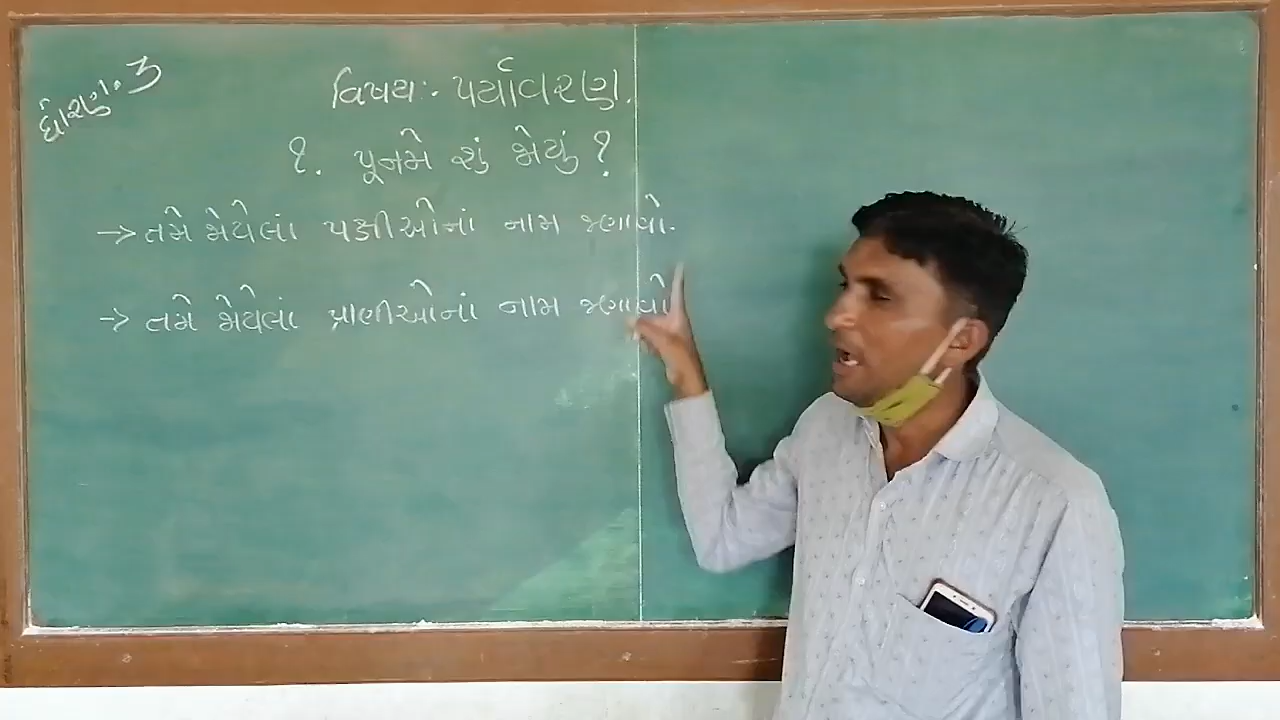 ધોરણ. ૩
વિષય:- પર્યાવરણ.
૧. પૂનમે શું જોયું ?
→ તમે જોયેલાં પક્ષીઓનાં નામ જણાવો.
→ તમે જોયેલાં પ્રાણીઓનાં નામ જણાવો